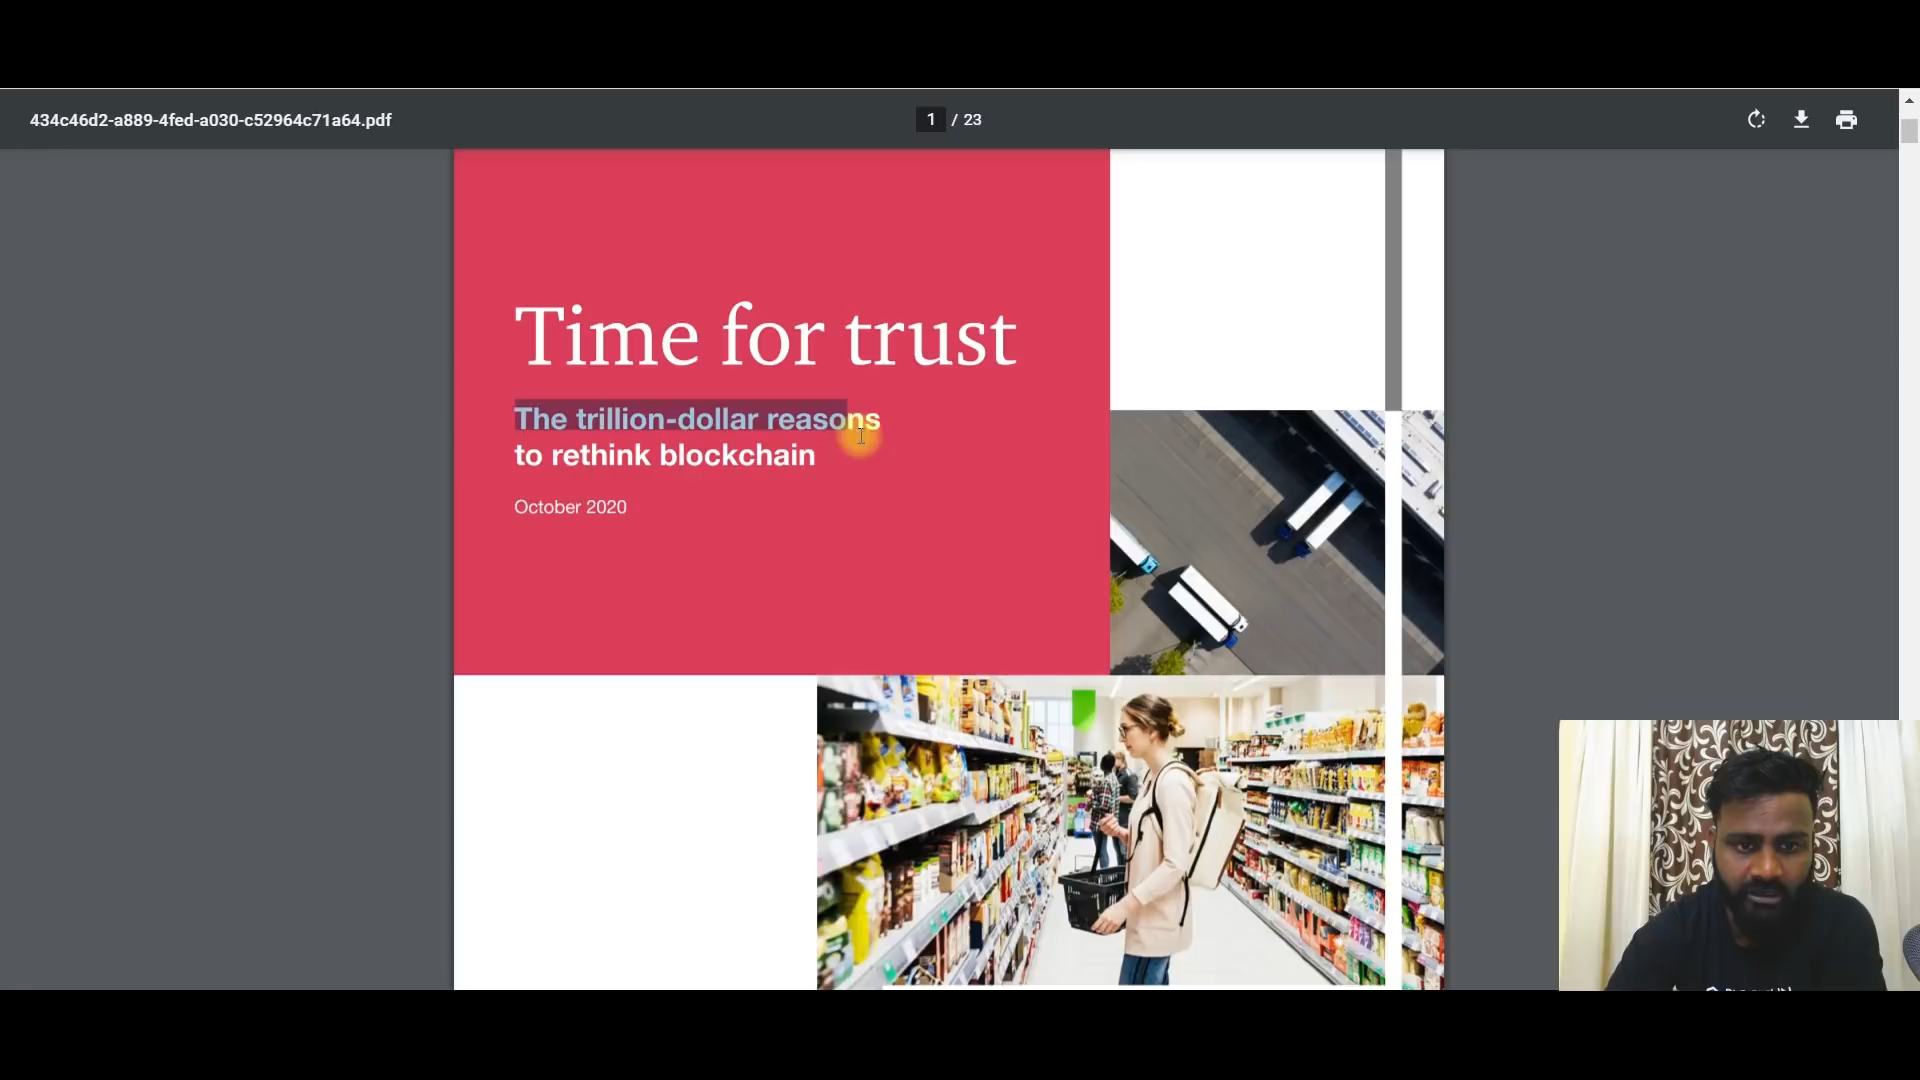 434c46d2-a889-4fed-a030-c52964c71a64.pdf
1 / 23
Time for trust
The trillion-dollar reasons
to rethink blockchain
October 2020